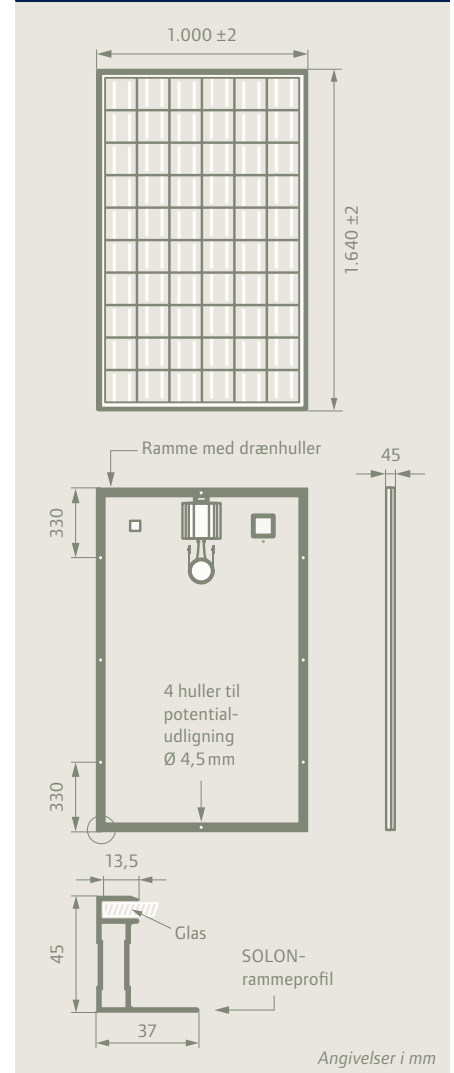 1.000 ±2
1.640 ±2
Ramme med drænhuller
45
330
4 huller til
potential-
udligning
Ø 4,5 mm
330
13,5
Glas
45
SOLON-
rammeprofil
37
Angivelser i mm